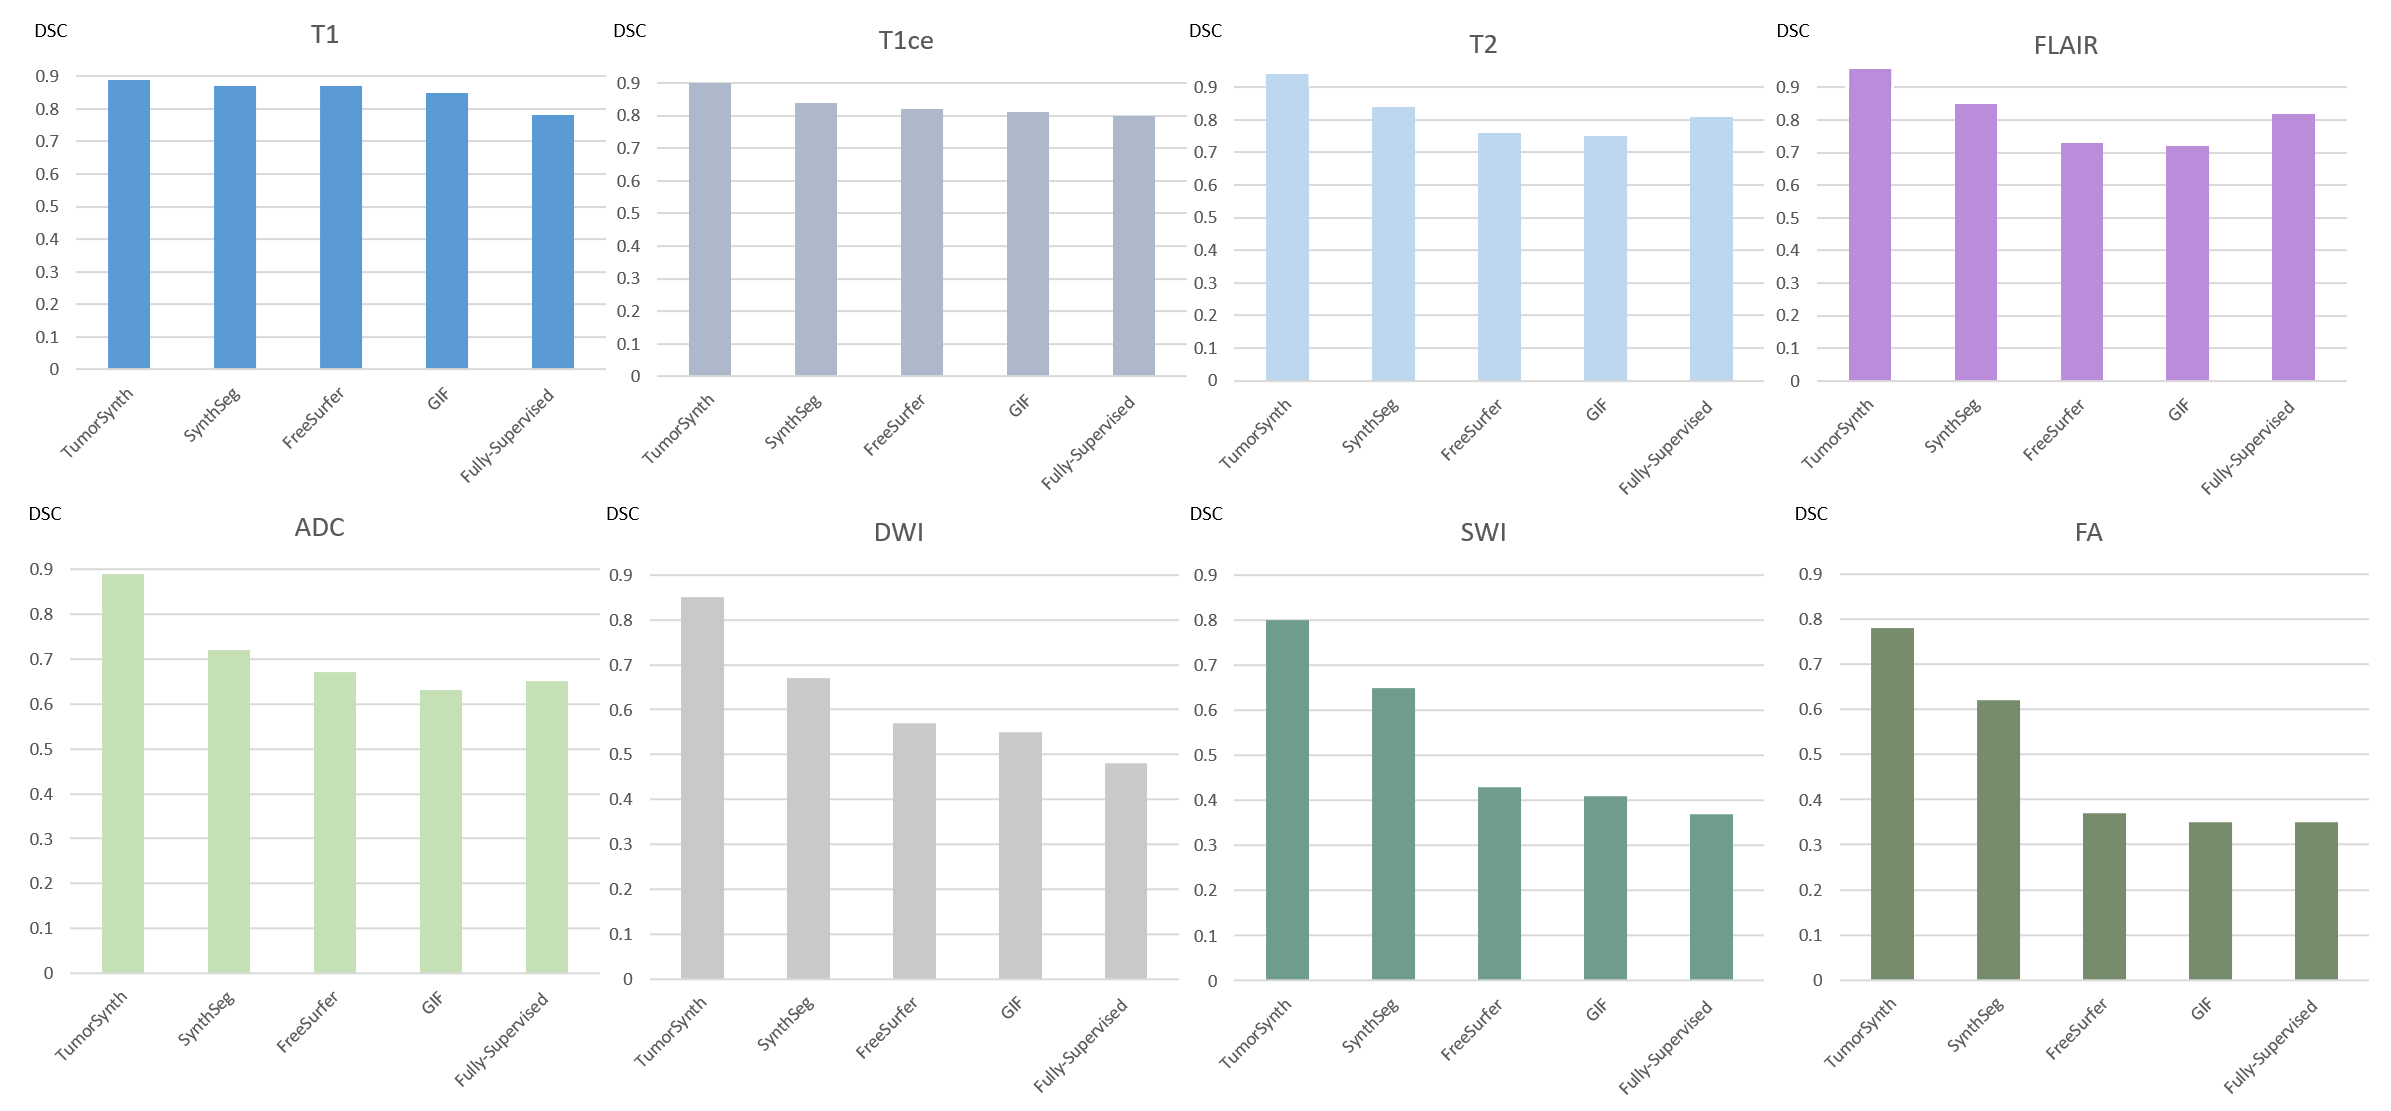 DSC
T1
0.9
0.8
0.7
0.6
0.5
0.4
0.3
0.2
0.1
0
TumorSynth
SynthSeg
FreeSurfer
GIF
Fully-Supervised
DSC
T1ce
0.9
0.8
0.7
0.6
0.5
0.4
0.3
0.2
0.1
0
TumorSynth
SynthSeg
FreeSurfer
GIF
Fully-Supervised
DSC
T2
0.9
0.8
0.7
0.6
0.5
0.4
0.3
0.2
0.1
0
TumorSynth
SynthSeg
FreeSurfer
GIF
Fully-Supervised
DSC
FLAIR
0.9
0.8
0.7
0.6
0.5
0.4
0.3
0.2
0.1
0
TumorSynth
SynthSeg
FreeSurfer
GIF
Fully-Supervised
DSC
ADC
0.9
0.8
0.7
0.6
0.5
0.4
0.3
0.2
0.1
0
TumorSynth
SynthSeg
FreeSurfer
GIF
Fully-Supervised
DSC
DWI
0.9
0.8
0.7
0.6
0.5
0.4
0.3
0.2
0.1
0
TumorSynth
SynthSeg
FreeSurfer
GIF
Fully-Supervised
DSC
SWI
0.9
0.8
0.7
0.6
0.5
0.4
0.3
0.2
0.1
0
TumorSynth
SynthSeg
FreeSurfer
GIF
Fully-Supervised
DSC
FA
0.9
0.8
0.7
0.6
0.5
0.4
0.3
0.2
0.1
0
TumorSynth
SynthSeg
FreeSurfer
GIF
Fully-Supervised